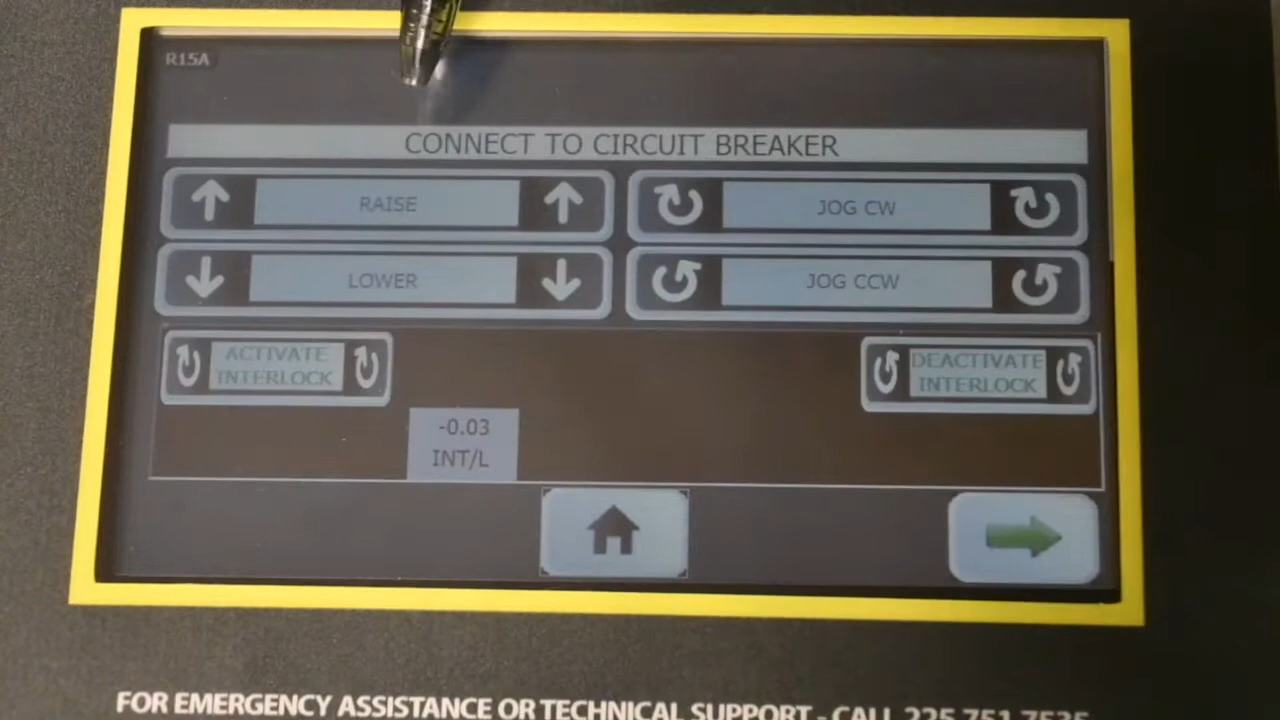 R15A
CONNECT TO CIRCUIT BREAKER
RAISE
JOG CW
LOWER
JOG CCW
ACTIVATE
INTERLOCK
DEACTIVATE
INTERLOCK
-0.03
INT/L
FOR EMERGENCY ASSISTANCE OR TECHNICAL SUPPORT - CALL 225.751.7535